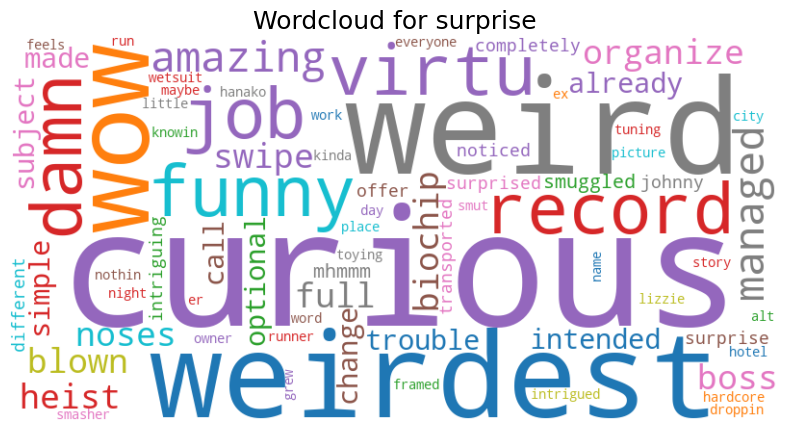 Wordcloud for surprise
feels
run
everyone
completely
made
wow
amazing
virtu
organize
wetsuit
maybe
hanako
weird
already
ex
subject
damn
little
job
work
city
knowin
tuning
swipe
kinda
noticed
picture
managed
funny
offer
surprised
smuggled
johnny
biochip
transported
smut
record
day
place
curious
different
simple
intriguing
call
optional
toying
nothin
mhmmm
name
story
night
er
full
lizzie
alt
noses
owner
runner
word
change
trouble
intended
surprise
hotel
blown
weirdest
boss
grew
framed
intrigued
heist
hardcore
smasher
droppin